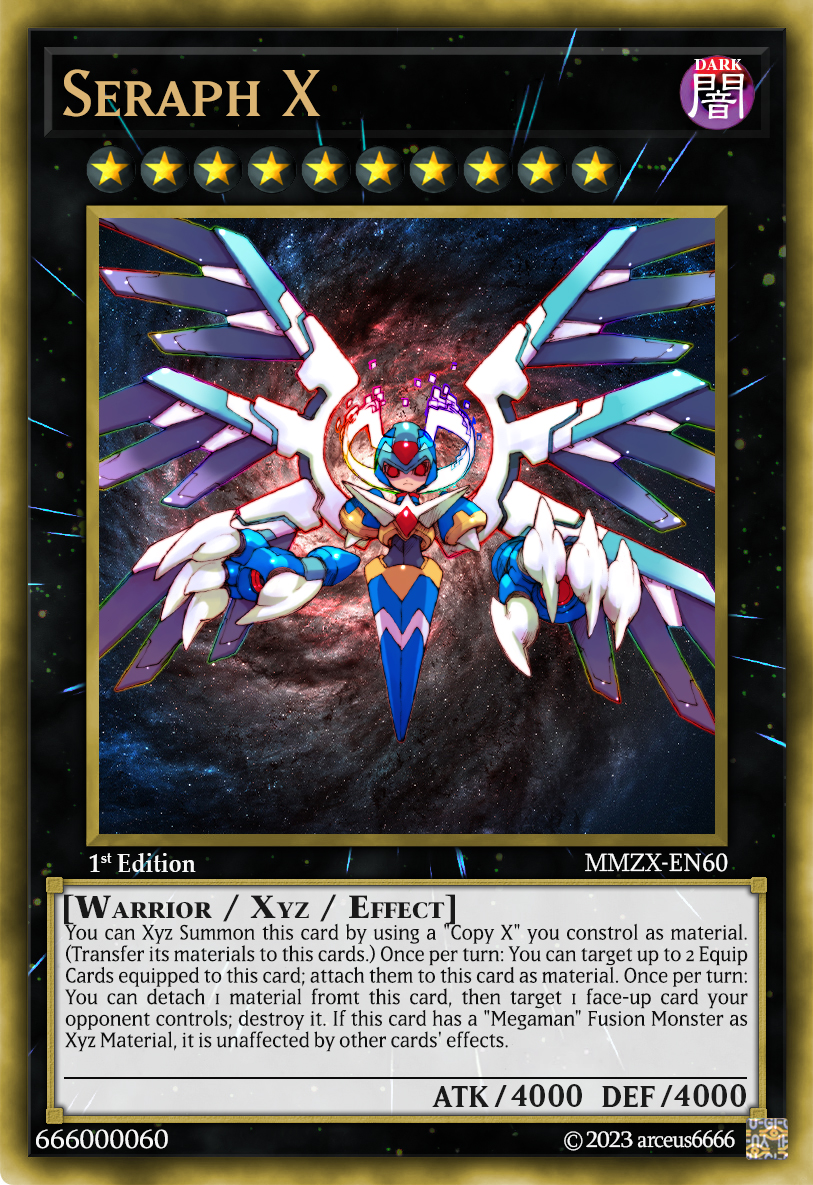 Seraph X
DARK
闇
1st Edition
MMZX-EN60
[Warrior / Xyz / Effect]
You can Xyz Summon this card by using a "Copy X" you constrol as material.
(Transfer its materials to this cards.) Once per turn: You can target up to 2 Equip
Cards equipped to this card; attach them to this card as material. Once per turn:
You can detach 1 material fromt this card, then target 1 face-up card your
opponent controls; destroy it. If this card has a "Megaman" Fusion Monster as
Xyz Material, it is unaffected by other cards' effects.
ATK / 4000 DEF / 4000
666000060
© 2023 arceus6666